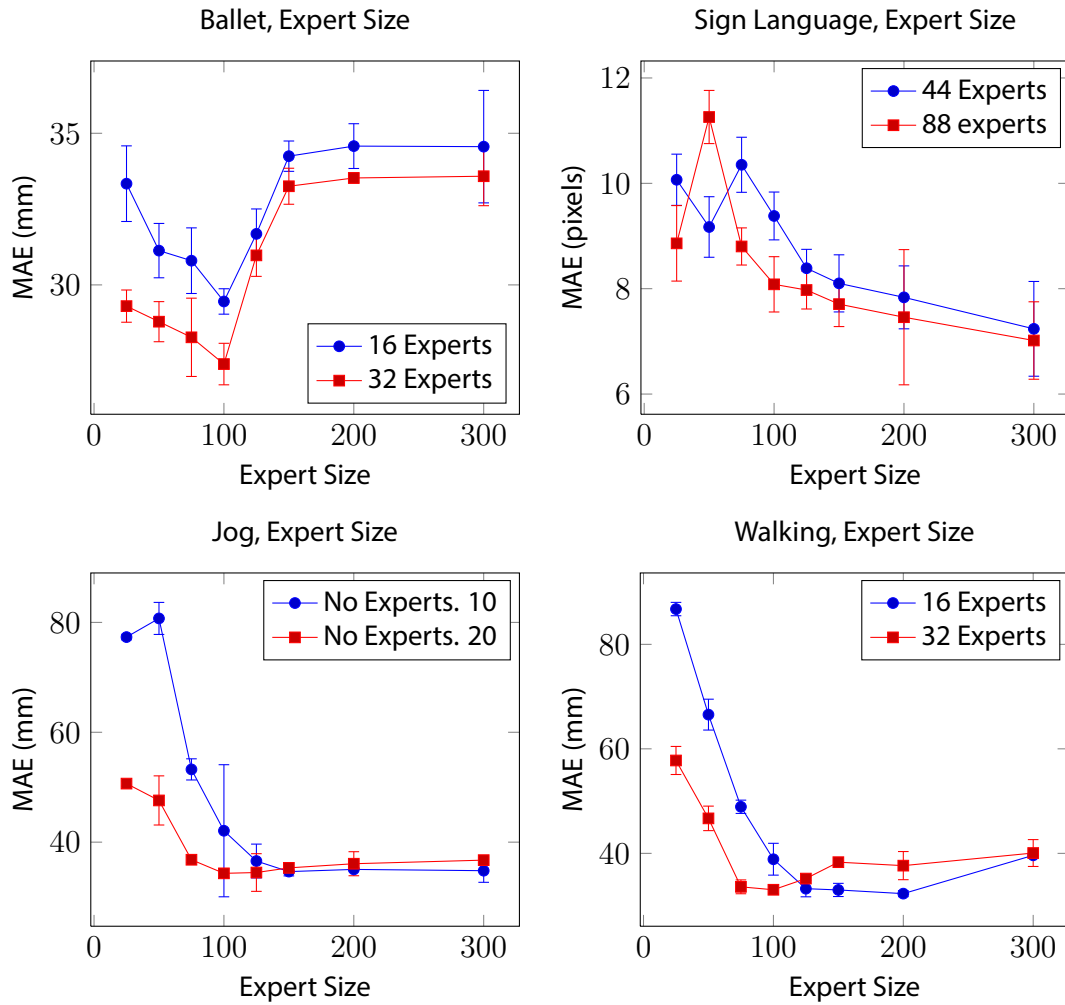 Ballet, Expert Size
35
30
MAE (mm)
16 Experts
32 Experts
0
100
200
300
Expert Size
Sign Language, Expert Size
12
10
8
6
MAE (pixels)
44 Experts
88 experts
0
100
200
300
Expert Size
Jog, Expert Size
80
60
40
MAE (mm)
No Experts. 10
No Experts. 20
0
100
200
300
Expert Size
Walking, Expert Size
80
60
40
MAE (mm)
16 Experts
32 Experts
0
100
200
300
Expert Size